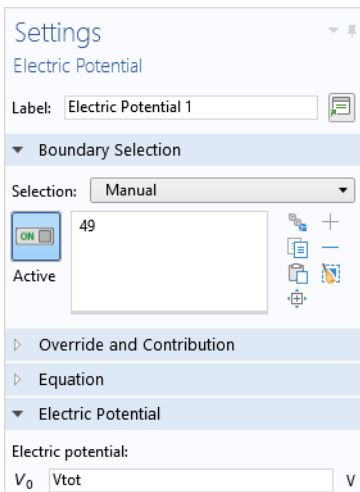 Settings
Electric Potential
Label: Electric Potential 1
Boundary Selection
Selection: Manual
ON
49
Active
Override and Contribution
Equation
Electric Potential
Electric potential:
V₀ Vtot V